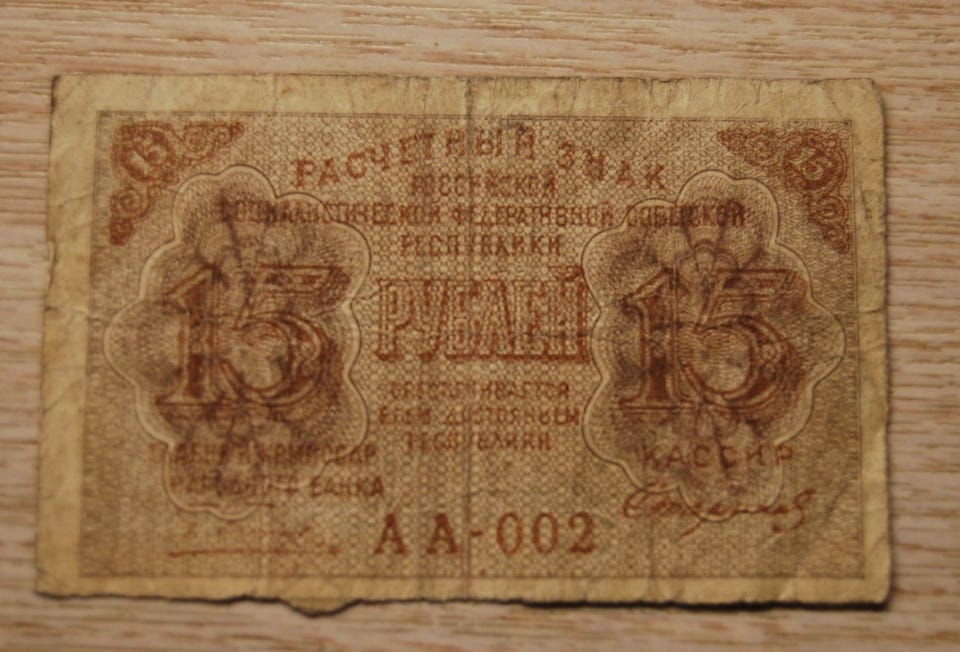 15 15
РАСЧЕТНЫЙ ЗНАК
РОССИЙСКОЙ
СОЦИАЛИСТИЧЕСКОЙ ФЕДЕРАТИВНОЙ СОВЕТСКОЙ
РЕСПУБЛИКИ
15 РУБЛЕЙ 15
ОБЕСПЕЧИВАЕТСЯ
ВСЕМ ДОСТОЯНИЕМ
РЕСПУБЛИКИ
КАССИР
БАНКА
АА-002